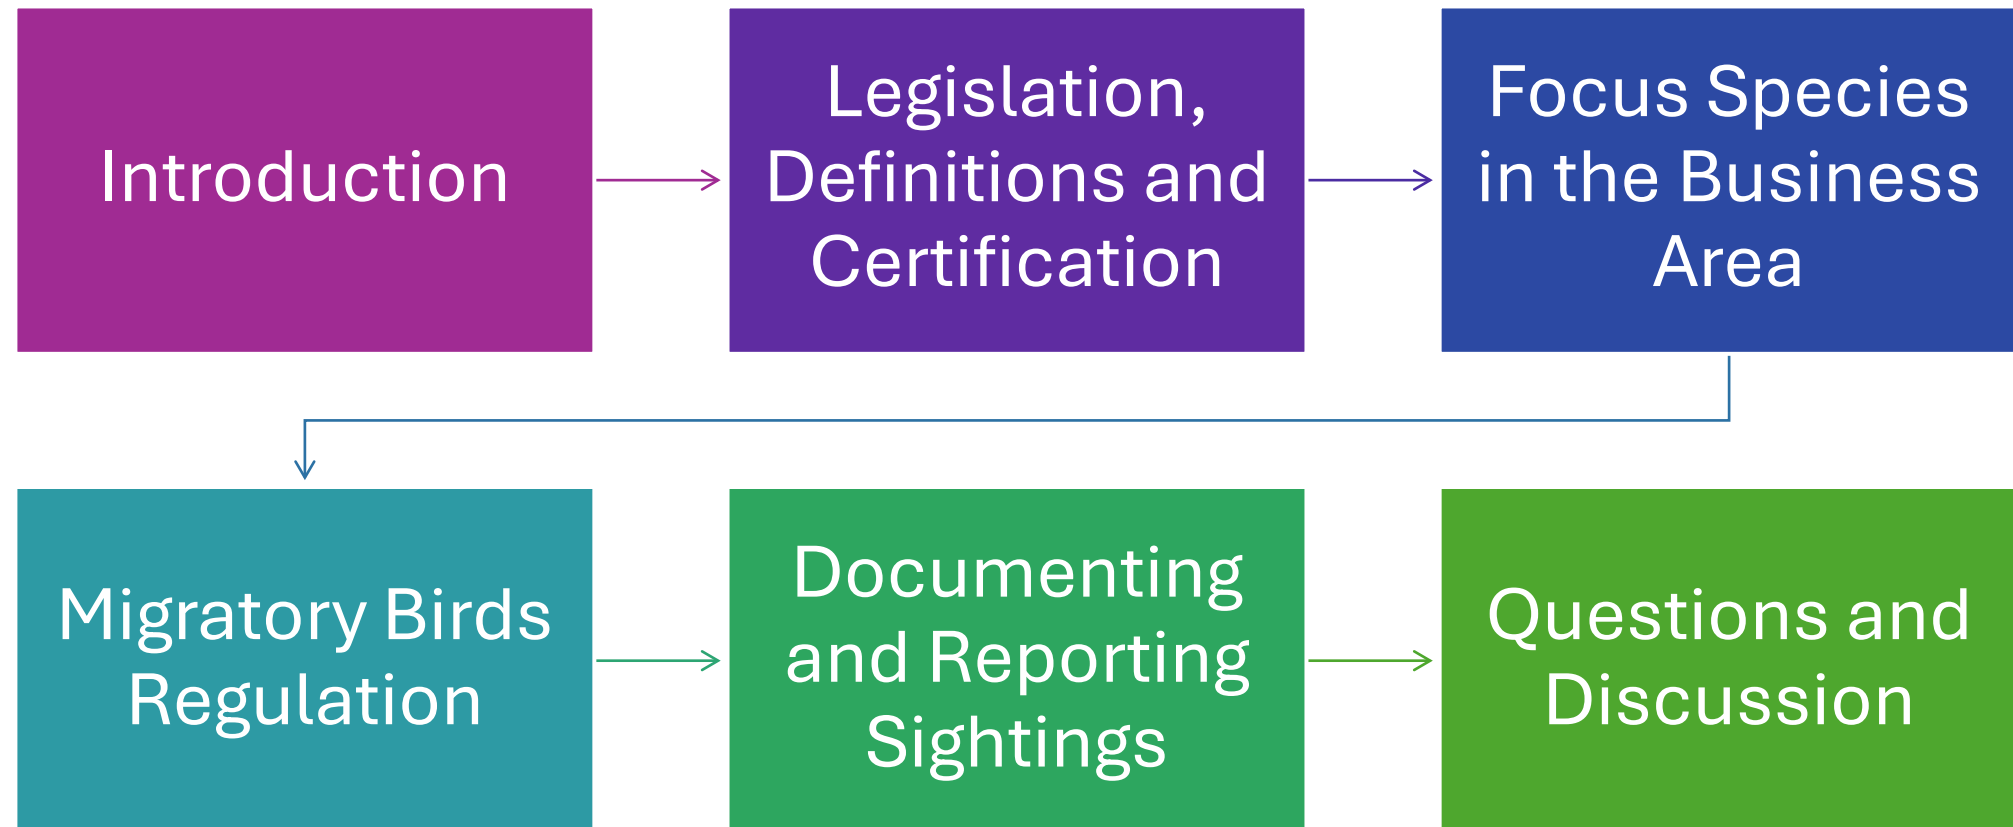 Introduction
Legislation,
Definitions and
Certification
Focus Species
in the Business
Area
Migratory Birds
Regulation
Documenting
and Reporting
Sightings
Questions and
Discussion